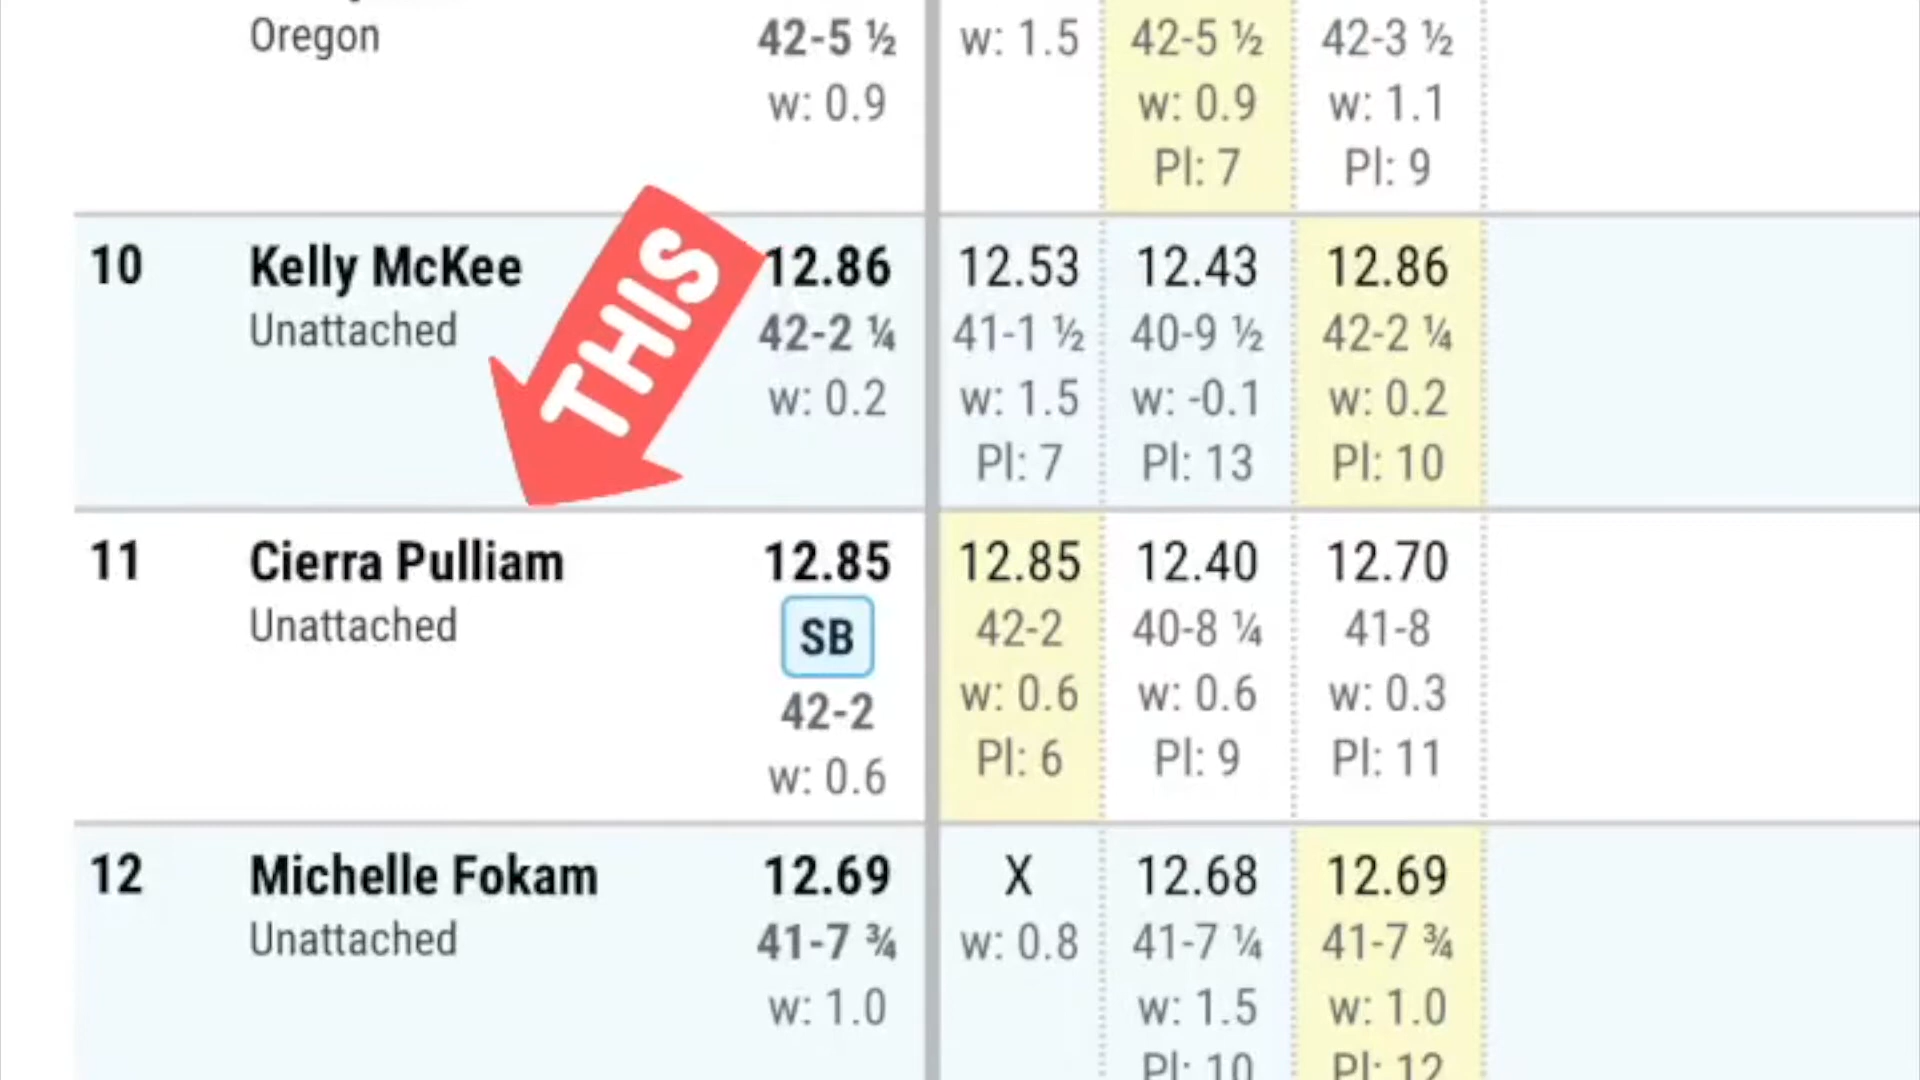 Oregon 42-5 ½ w: 1.5 42-5 ½ 42-3 ½
w: 0.9 w: 0.9 w: 1.1
Pl: 7 Pl: 9
10 Kelly McKee 12.86 12.53 12.43 12.86
Unattached 42-2 ¼ 41-1 ½ 40-9 ½ 42-2 ¼
w: 0.2 w: 1.5 w: -0.1 w: 0.2
Pl: 7 Pl: 13 Pl: 10
THIS
11 Cierra Pulliam 12.85 12.85 12.40 12.70
Unattached SB 42-2 40-8 ¼ 41-8
42-2 w: 0.6 w: 0.6 w: 0.3
w: 0.6 Pl: 6 Pl: 9 Pl: 11
12 Michelle Fokam 12.69 X 12.68 12.69
Unattached 41-7 ¾ w: 0.8 41-7 ¼ 41-7 ¾
w: 1.0 w: 1.5 w: 1.0
Pl: 10 Pl: 12